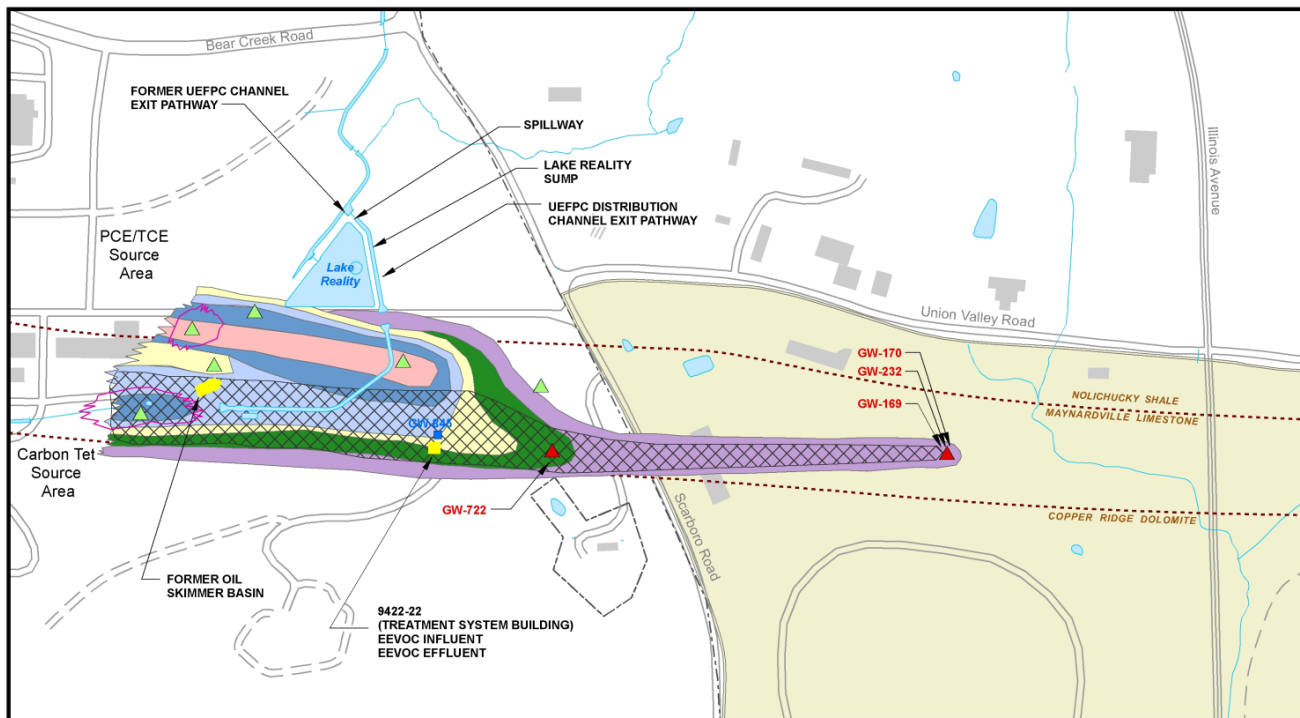 Bear Creek Road
FORMER UEFPC CHANNEL
EXIT PATHWAY
SPILLWAY
LAKE REALITY
SUMP
UEFPC DISTRIBUTION
CHANNEL EXIT PATHWAY
Illinois Avenue
PCE/TCE
Source
Area
Lake
Reality
Union Valley Road
GW-170
GW-232
GW-169
NOLICHUCKY SHALE
MAYNARDVILLE LIMESTONE
GW-845
Carbon Tet
Source
Area
GW-722
Scarboro Road
COPPER RIDGE DOLOMITE
FORMER OIL
SKIMMER BASIN
9422-22
(TREATMENT SYSTEM BUILDING)
EEVOC INFLUENT
EEVOC EFFLUENT